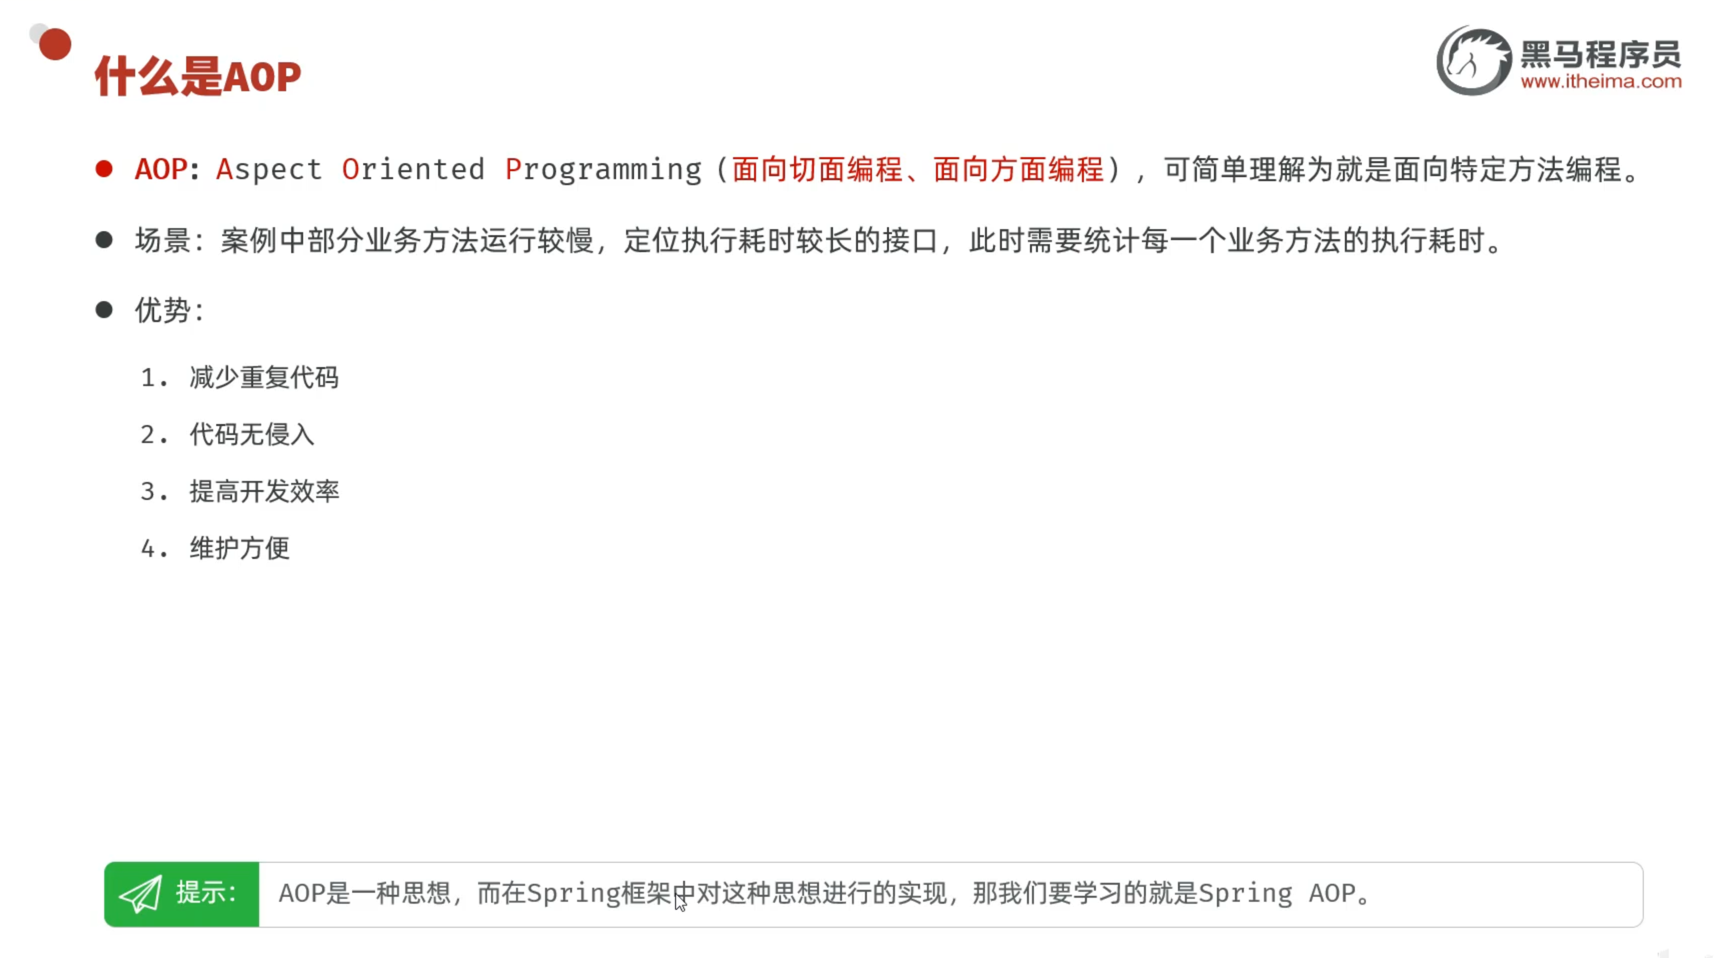 什么是AOP
黑马程序员
www.itheima.com
AOP: Aspect Oriented Programming（面向切面编程、面向方面编程），可简单理解为就是面向特定方法编程。
场景：案例中部分业务方法运行较慢，定位执行耗时较长的接口，此时需要统计每一个业务方法的执行耗时。
优势：
1. 减少重复代码
2. 代码无侵入
3. 提高开发效率
4. 维护方便
提示：
AOP是一种思想，而在Spring框架中对这种思想进行的实现，那我们要学习的就是Spring AOP。